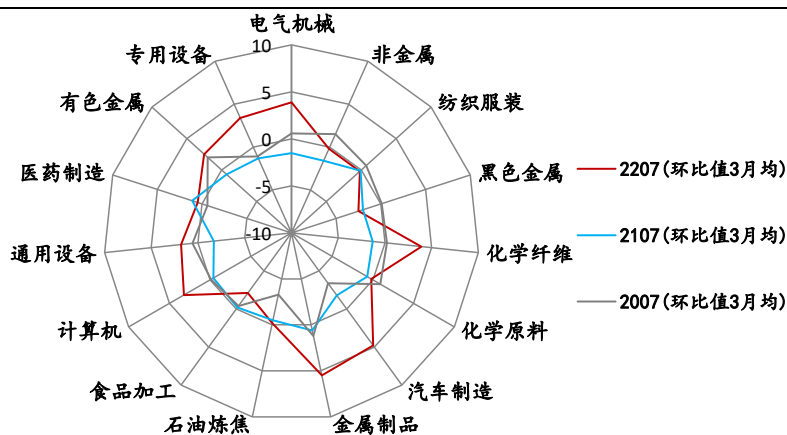 电气机械
非金属
纺织服装
黑色金属
化学纤维
化学原料
汽车制造
金属制品
石油炼焦
食品加工
计算机
通用设备
医药制造
有色金属
专用设备
10
5
0
-5
-10
2207(环比值3月均)
2107(环比值3月均)
2007(环比值3月均)